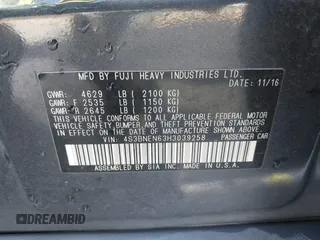 MFD. BY FUJI HEAVY INDUSTRIES LTD.
DATE: 11/16
GVWR: 4629 LB ( 2100 KG)
GAWR: F 2535 LB ( 1150 KG)
GAWR: R 2645 LB ( 1200 KG)
THIS VEHICLE CONFORMS TO ALL APPLICABLE FEDERAL MOTOR
VEHICLE SAFETY, BUMPER, AND THEFT PREVENTION STANDARDS
IN EFFECT ON THE DATE OF MANUFACTURE SHOWN ABOVE.
VIN: 4S3BNEN63H3039258 PASSENGER CAR
ASSEMBLED BY SIA INC. MADE IN U.S.A.
DREAMBID